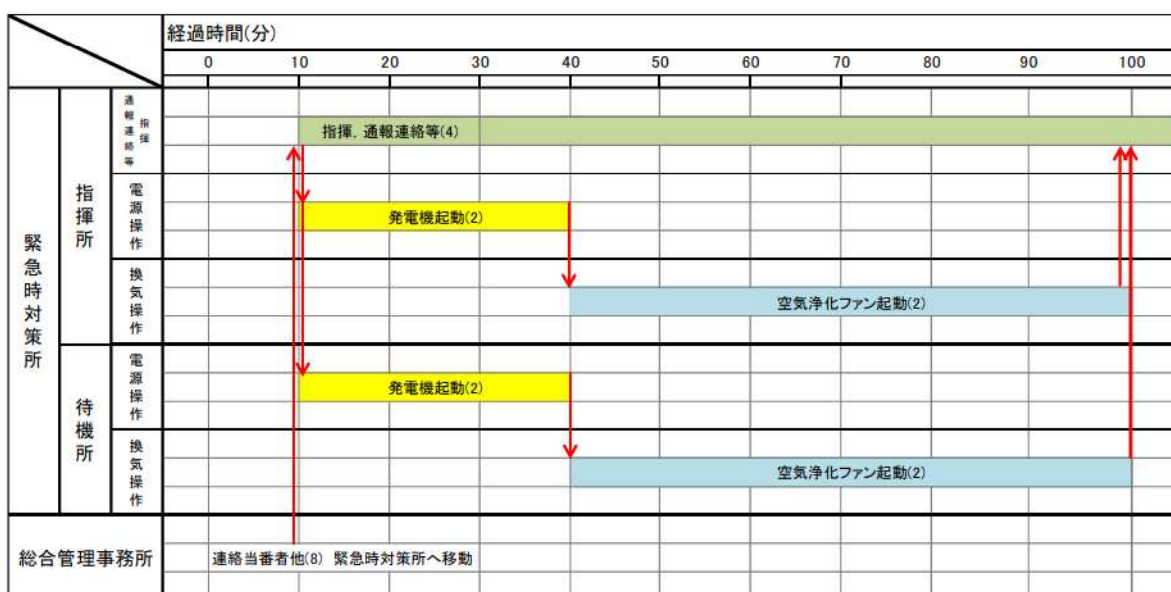 経過時間(分)
0 10 20 30 40 50 60 70 80 90 100
緊急時対策所
指揮所
指揮
通報連絡等
指揮, 通報連絡等(4)
電源操作
発電機起動(2)
換気操作
空気浄化ファン起動(2)
待機所
電源操作
発電機起動(2)
換気操作
空気浄化ファン起動(2)
総合管理事務所
連絡当番者他(8) 緊急時対策所へ移動